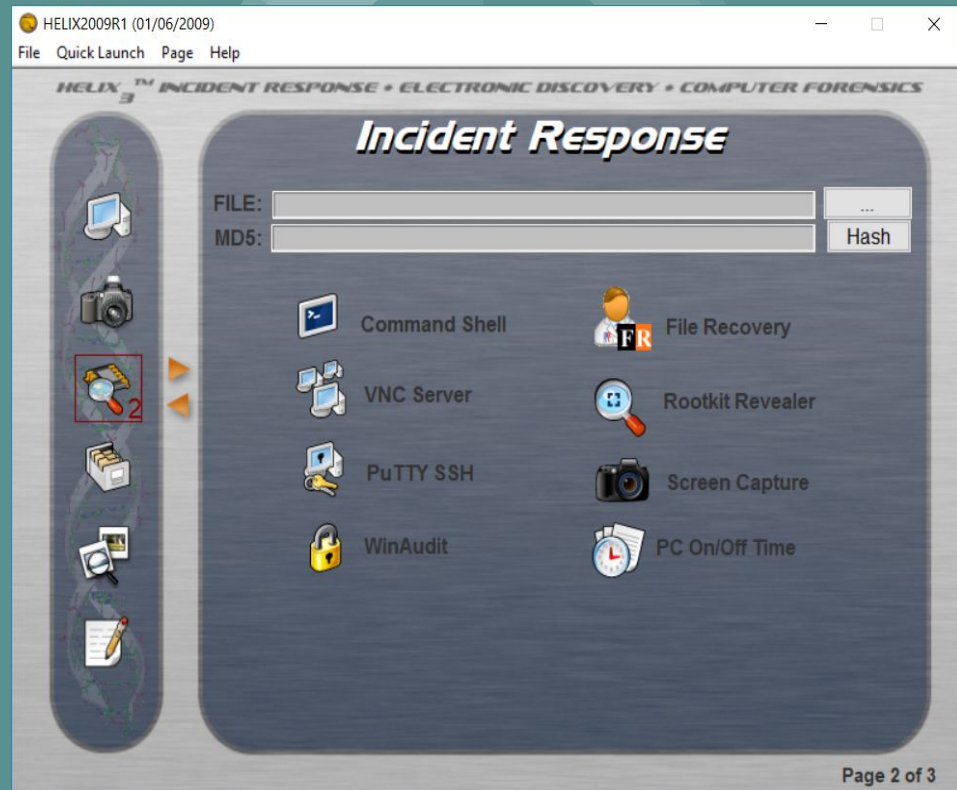 HELIX2009R1 (01/06/2009)
File Quick Launch Page Help
HELIX 3™ INCIDENT RESPONSE • ELECTRONIC DISCOVERY • COMPUTER FORENSICS
Incident Response
FILE: ...
MD5: Hash
Command Shell
File Recovery
FR
VNC Server
Rootkit Revealer
2
PuTTY SSH
Screen Capture
WinAudit
PC On/Off Time
Page 2 of 3